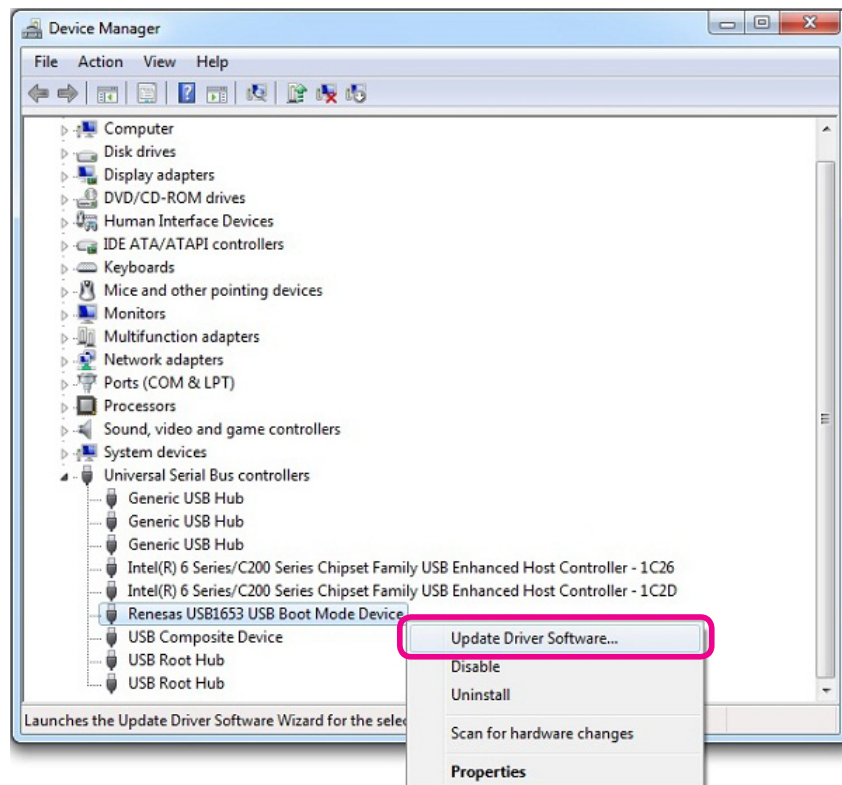 Device Manager
File Action View Help
Computer
Disk drives
Display adapters
DVD/CD-ROM drives
Human Interface Devices
IDE ATA/ATAPI controllers
Keyboards
Mice and other pointing devices
Monitors
Multifunction adapters
Network adapters
Ports (COM & LPT)
Processors
Sound, video and game controllers
System devices
Universal Serial Bus controllers
Generic USB Hub
Generic USB Hub
Generic USB Hub
Intel(R) 6 Series/C200 Series Chipset Family USB Enhanced Host Controller - 1C26
Intel(R) 6 Series/C200 Series Chipset Family USB Enhanced Host Controller - 1C2D
Renesas USB1653 USB Boot Mode Device
USB Composite Device
USB Root Hub
USB Root Hub
Update Driver Software...
Disable
Uninstall
Scan for hardware changes
Properties
Launches the Update Driver Software Wizard for the selec